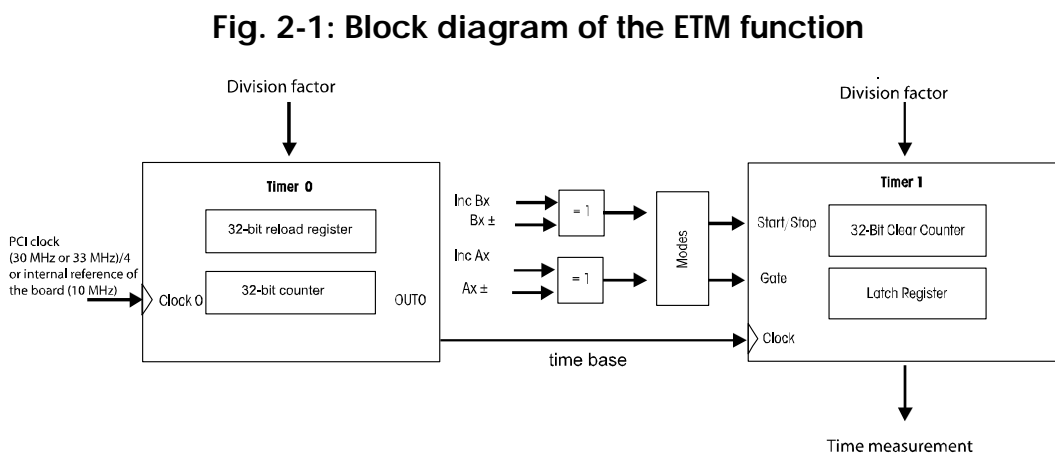 Fig. 2-1: Block diagram of the ETM function
Division factor
Division factor
Timer 0
Timer 1
32-bit reload register
32-bit counter
PCI clock
(30 MHz or 33 MHz)/4
or internal reference of
the board (10 MHz)
Clock 0
OUTO
Inc Bx
Bx ±
= 1
Inc Ax
Ax ±
= 1
Modes
Start/Stop
Gate
Clock
32-Bit Clear Counter
Latch Register
time base
Time measurement